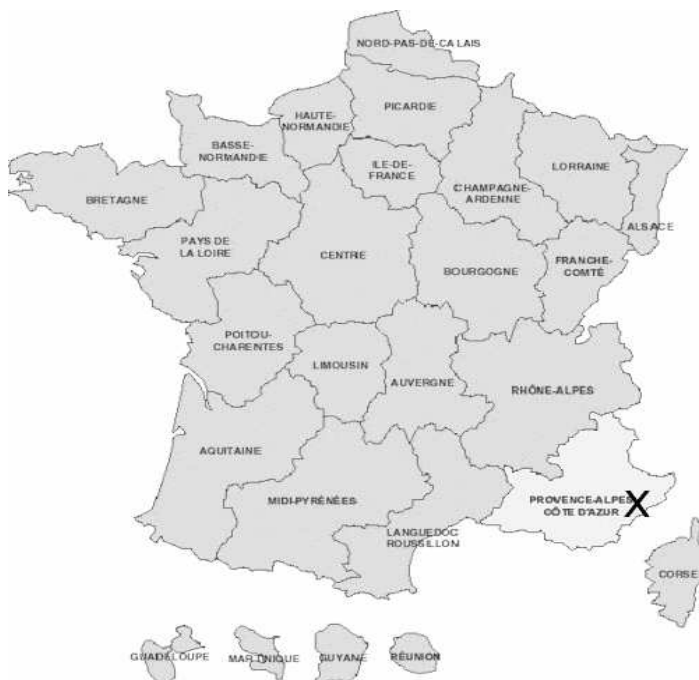 NORD-PAS-DE-CALAIS
HAUTE-
NORMANDIE
PICARDIE
BASSE-
NORMANDIE
ILE-DE-
FRANCE
LORRAINE
CHAMPAGNE-
ARDENNE
BRETAGNE
ALSACE
PAYS DE
LA LOIRE
CENTRE
BOURGOGNE
FRANCHE-
COMTÉ
POITOU-
CHARENTES
LIMOUSIN
AUVERGNE
RHÔNE-ALPES
AQUITAINE
MIDI-PYRÉNÉES
PROVENCE-ALPES
CÔTE D'AZUR
X
LANGUEDOC
ROUSSILLON
CORSE
GUADELOUPE
MARTINIQUE
GUYANE
RÉUNION